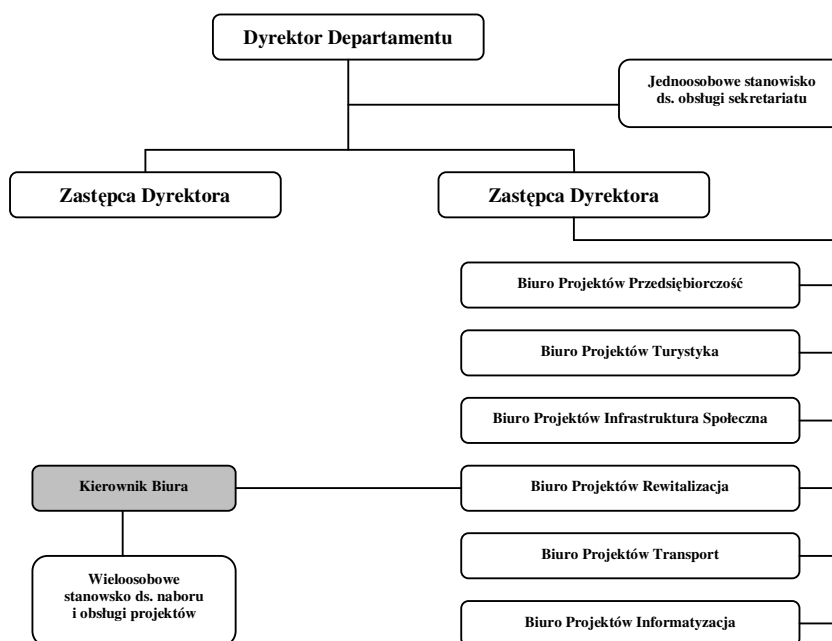 Dyrektor Departamentu
Jednoosobowe stanowisko
ds. obsługi sekretariatu
Zastępca Dyrektora
Zastępca Dyrektora
Biuro Projektów Przedsiębiorczość
Biuro Projektów Turystyka
Biuro Projektów Infrastruktura Społeczna
Kierownik Biura
Biuro Projektów Rewitalizacja
Biuro Projektów Transport
Wieloosobowe
stanowsko ds. naboru
i obsługi projektów
Biuro Projektów Informatyzacja